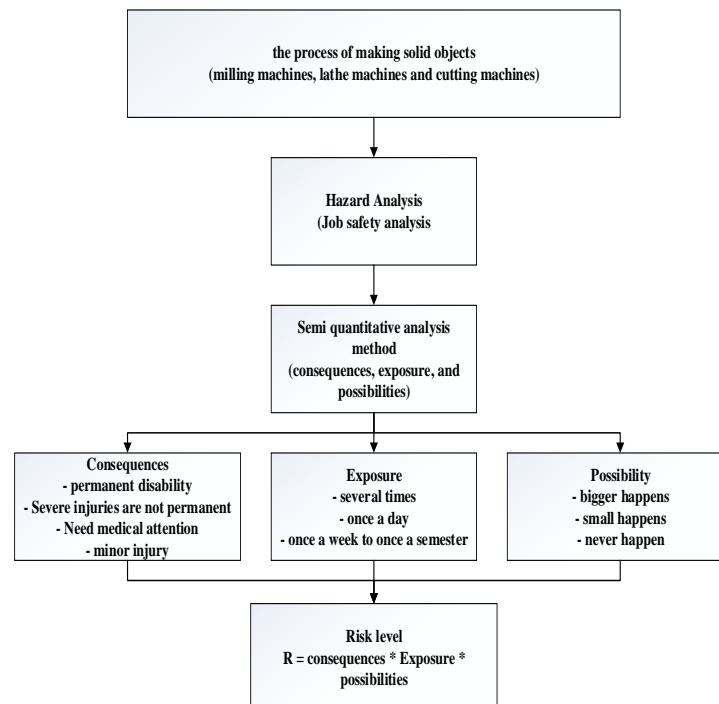 the process of making solid objects
(milling machines, lathe machines and cutting machines)
Hazard Analysis
(Job safety analysis
Semi quantitative analysis
method
(consequences, exposure, and
possibilities)
Consequences
- permanent disability
- Severe injuries are not permanent
- Need medical attention
- minor injury
Exposure
- several times
- once a day
- once a week to once a semester
Possibility
- bigger happens
- small happens
- never happen
Risk level
R = consequences * Exposure *
possibilities